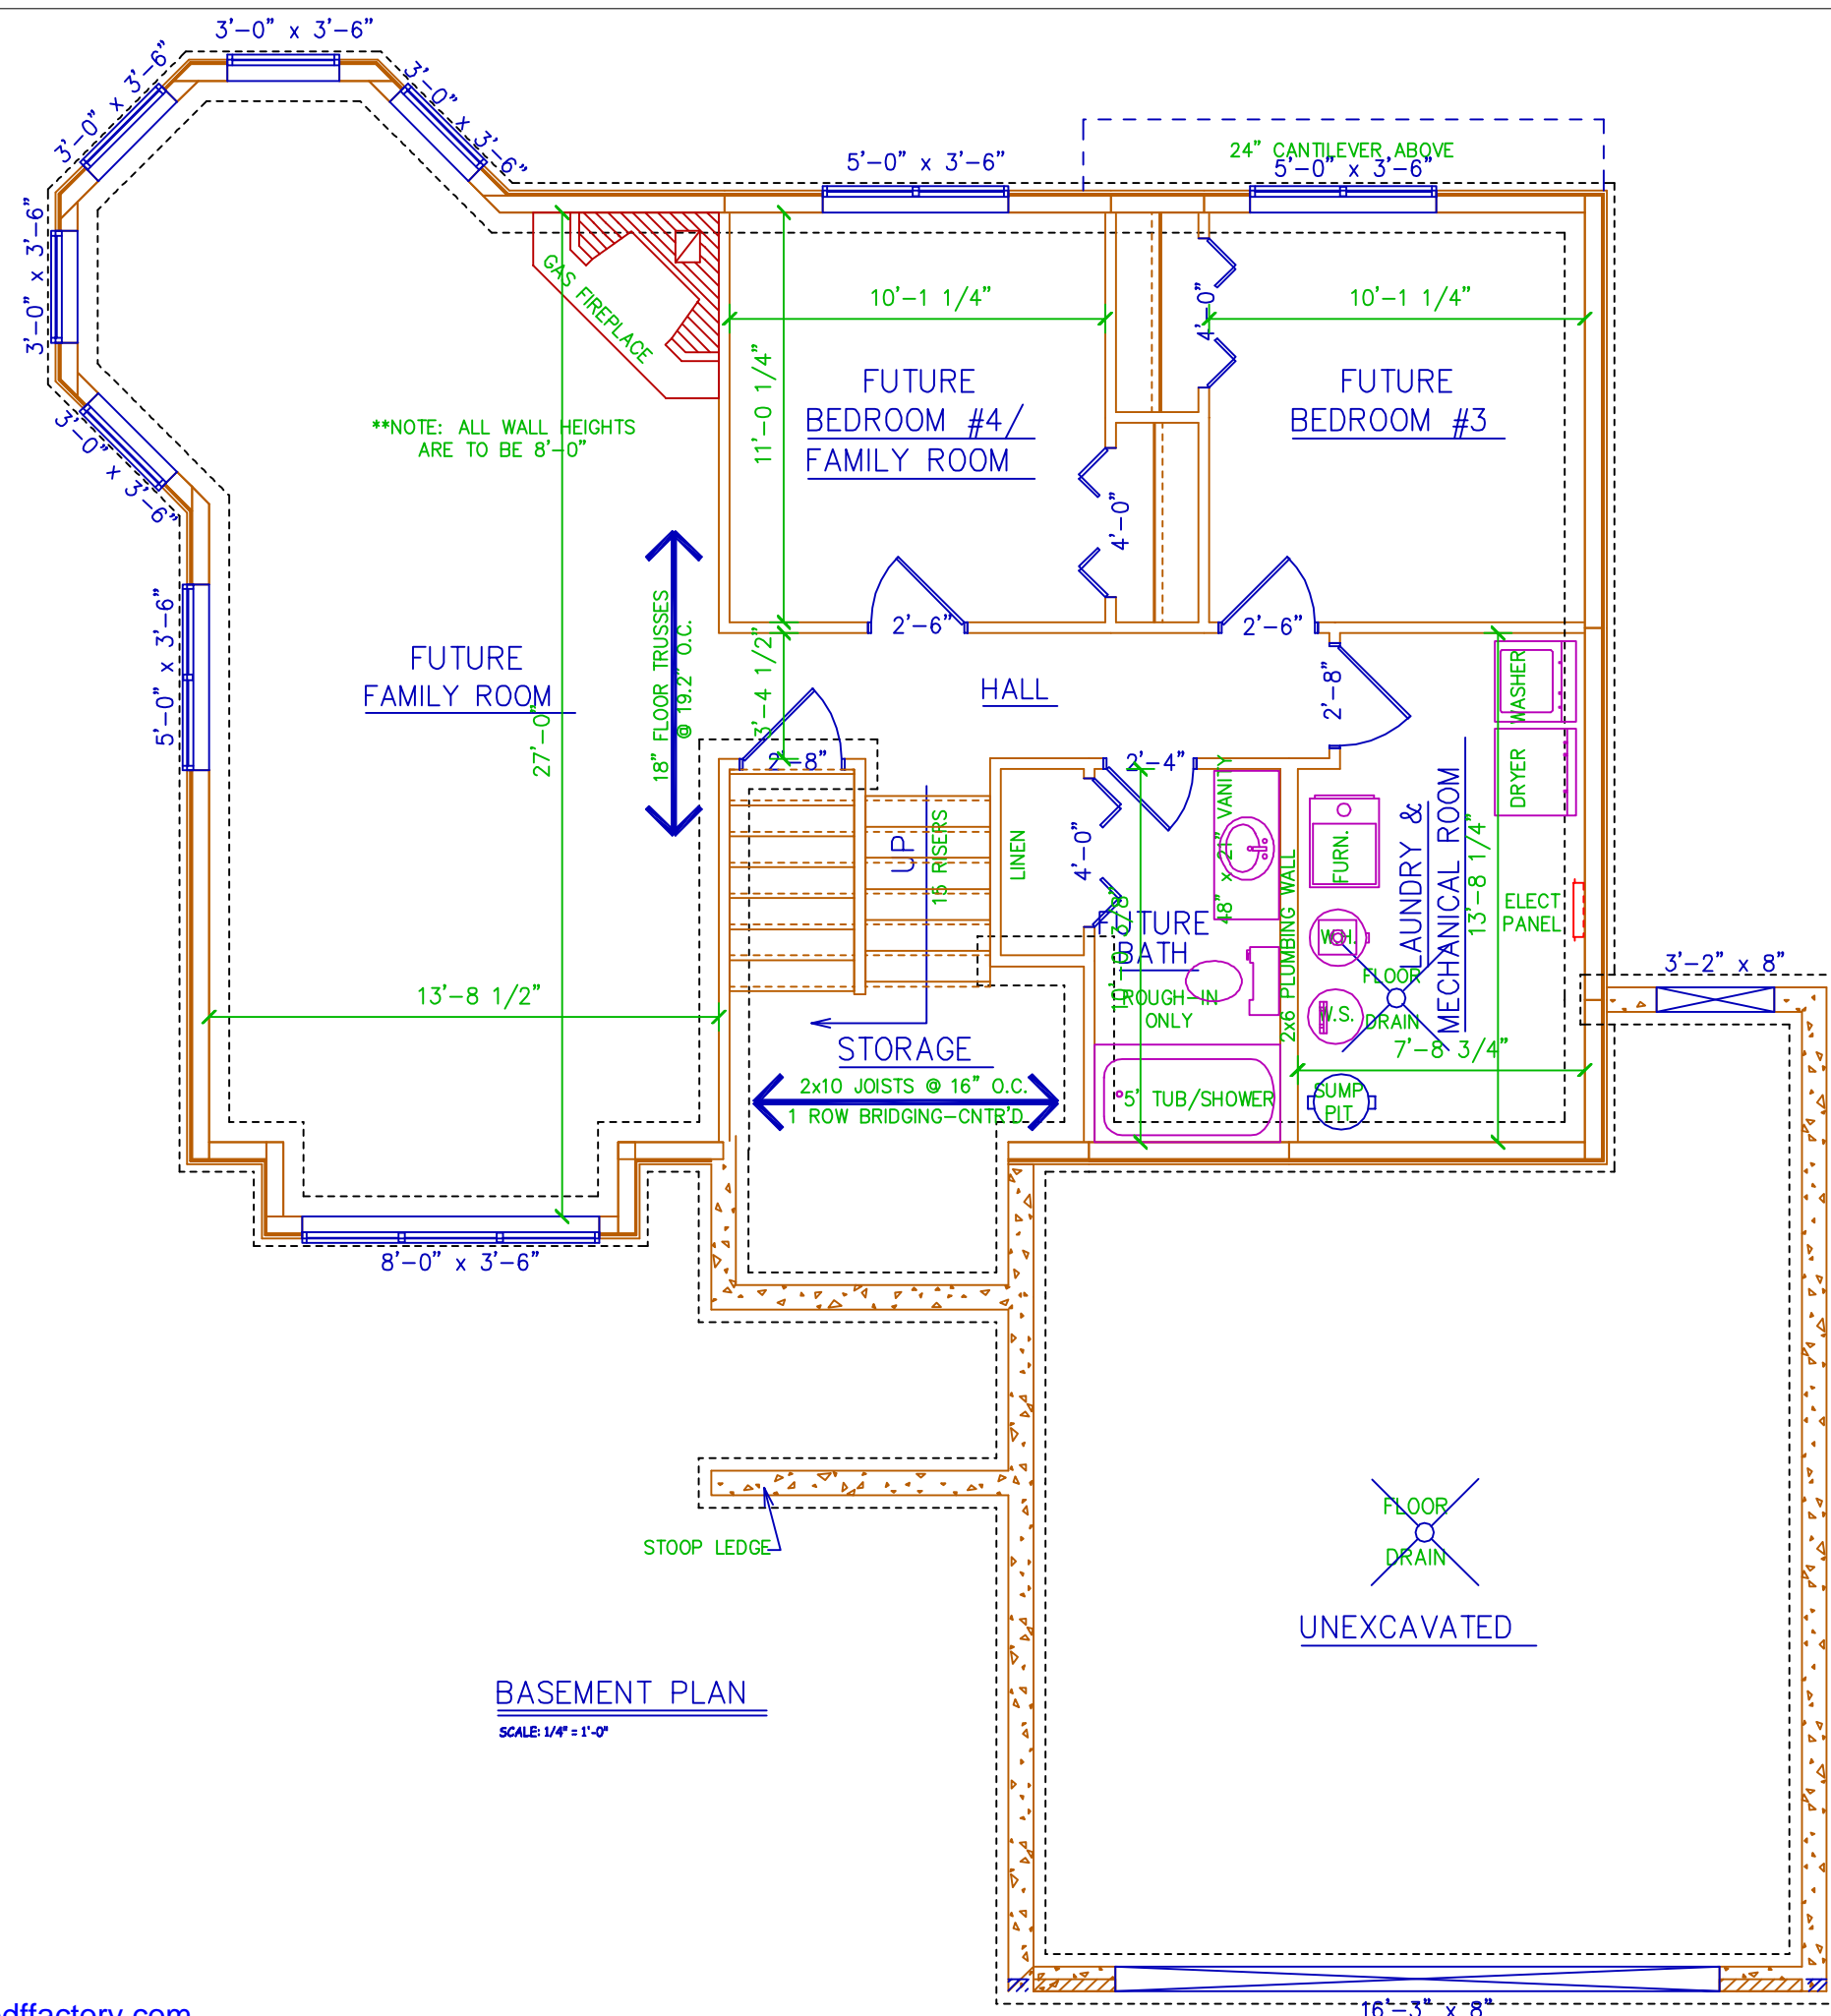 3'-0" x 3'-6"
3'-0" x 3'-6"
3'-0" x 3'-6"
3'-0" x 3'-6"
3'-0" x 3'-6"
5'-0" x 3'-6"
24" CANTILEVER ABOVE
5'-0" x 3'-6"
GAS FIREPLACE
10'-1 1/4"
4'-0"
10'-1 1/4"
**NOTE: ALL WALL HEIGHTS
ARE TO BE 8'-0"
11'-0 1/4"
FUTURE
BEDROOM #4/
FAMILY ROOM
FUTURE
BEDROOM #3
4'-0"
5'-0" x 3'-6"
FUTURE
FAMILY ROOM
27'-0"
18" FLOOR TRUSSES
@ 19.2" O.C.
3'-4 1/2"
2'-6"
2'-6"
HALL
2'-8"
WASHER
DRYER
2'-8"
2'-4"
UP
15 RISERS
LINEN
4'-0"
48" x 21" VANITY
2x6 PLUMBING WALL
FURN.
LAUNDRY &
MECHANICAL ROOM
13'-8 1/4"
ELECT
PANEL
FUTURE
BATH
10'-0 3/8"
ROUGH-IN
ONLY
W.H.
W.S.
FLOOR
DRAIN
3'-2" x 8"
13'-8 1/2"
STORAGE
7'-8 3/4"
2x10 JOISTS @ 16" O.C.
1 ROW BRIDGING-CNTR'D
5' TUB/SHOWER
SUMP
PIT
8'-0" x 3'-6"
STOOP LEDGE
FLOOR
DRAIN
UNEXCAVATED
BASEMENT PLAN
SCALE: 1/4" = 1'-0"
16'-3" x 8"
dffactory.com